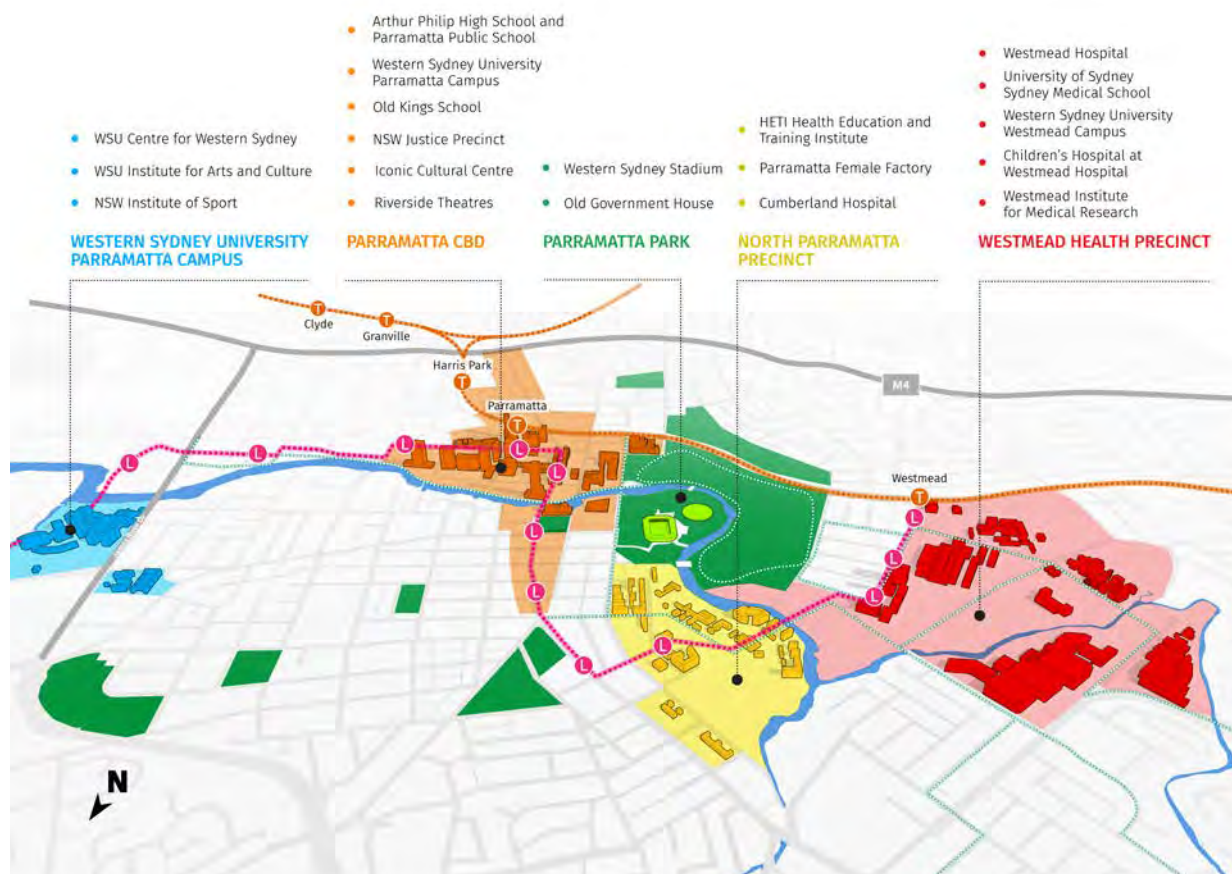 WSU Centre for Western Sydney
WSU Institute for Arts and Culture
NSW Institute of Sport
WESTERN SYDNEY UNIVERSITY
PARRAMATTA CAMPUS
Arthur Philip High School and
Parramatta Public School
Western Sydney University
Parramatta Campus
Old Kings School
NSW Justice Precinct
Iconic Cultural Centre
Riverside Theatres
PARRAMATTA CBD
Western Sydney Stadium
Old Government House
PARRAMATTA PARK
HETI Health Education and
Training Institute
Parramatta Female Factory
Cumberland Hospital
NORTH PARRAMATTA
PRECINCT
Westmead Hospital
University of Sydney
Sydney Medical School
Western Sydney University
Westmead Campus
Children's Hospital at
Westmead Hospital
Westmead Institute
for Medical Research
WESTMEAD HEALTH PRECINCT
T
Clyde
T
Granville
Harris Park
T
M4
Parramatta
T
L
L
L
L
L
L
Westmead
T
L
L
L
L
L
L
L
N